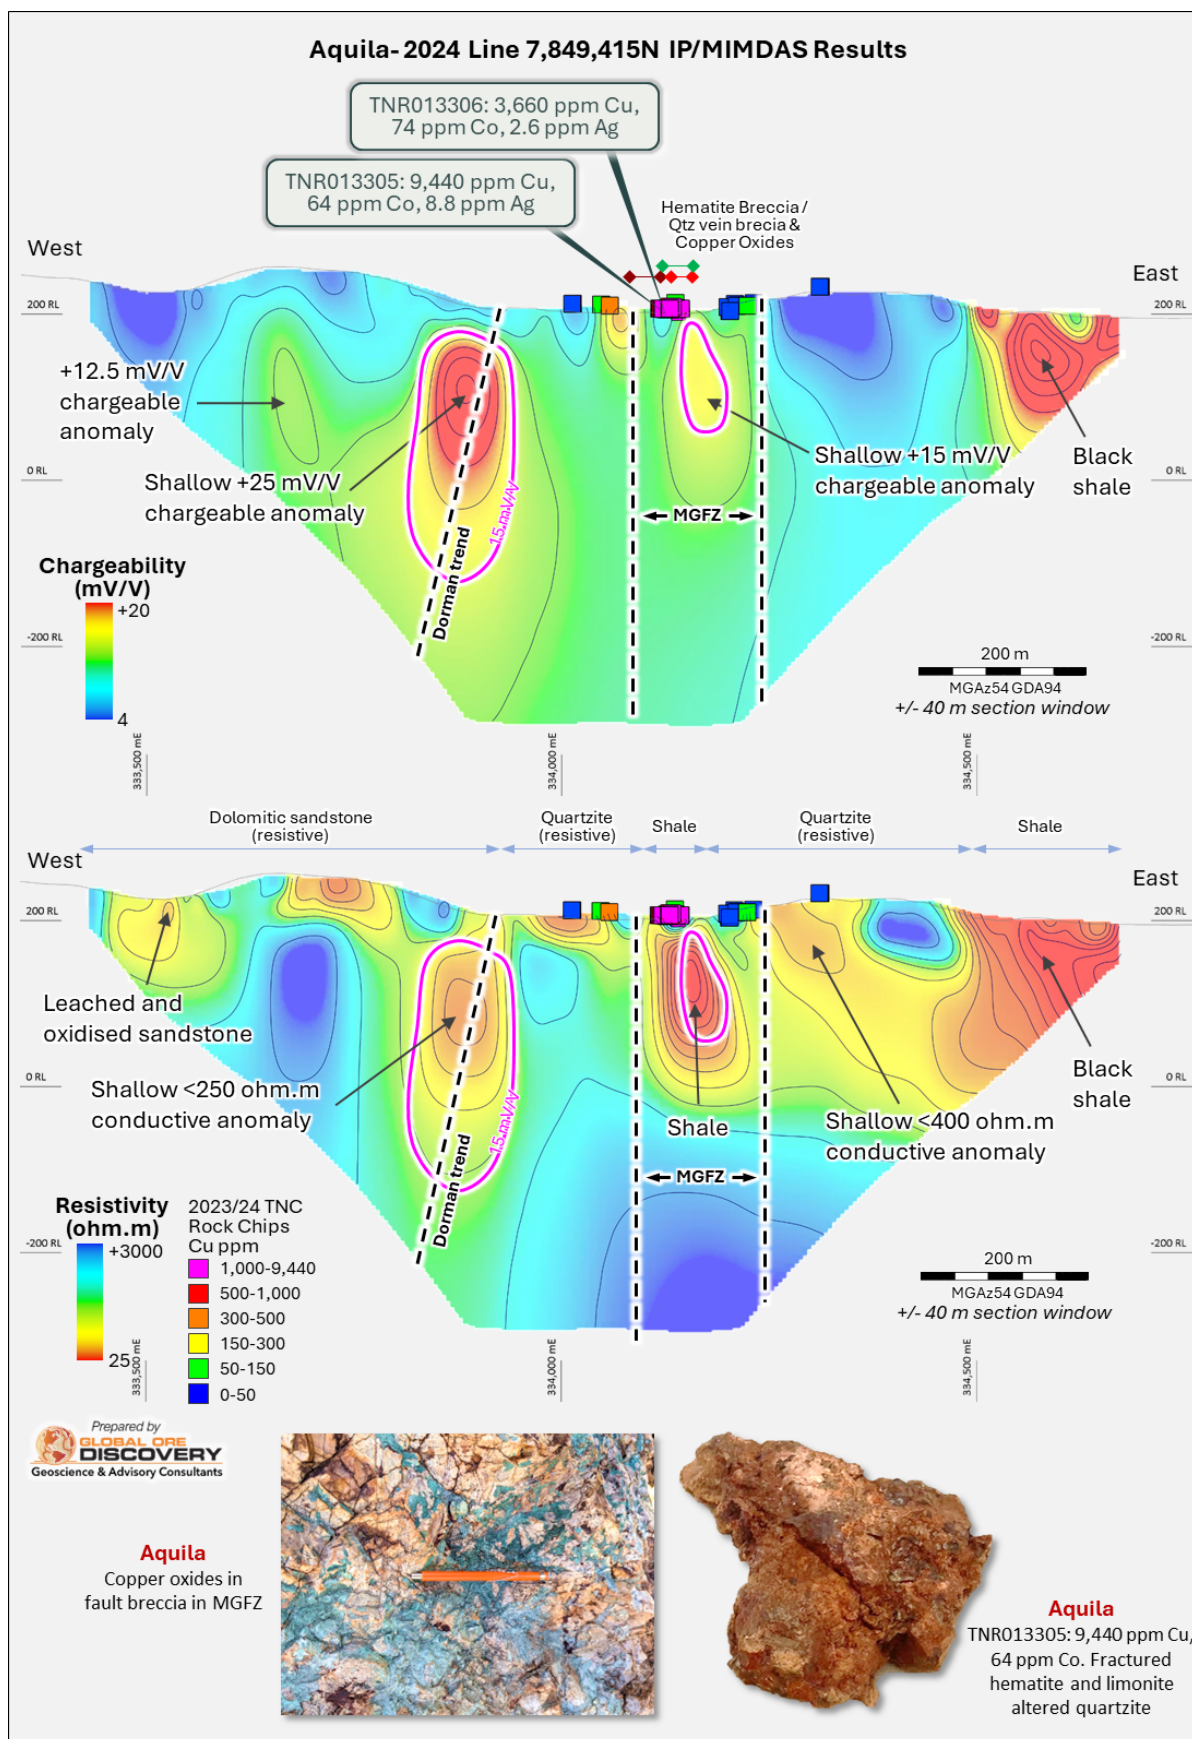 Aquila- 2024 Line 7,849,415N IP/MIMDAS Results
TNR013306: 3,660 ppm Cu,
74 ppm Co, 2.6 ppm Ag
TNR013305: 9,440 ppm Cu,
64 ppm Co, 8.8 ppm Ag
Hematite Breccia/
Qtz vein brecia &
Copper Oxides
West
East
200 RL
200 RL
+12.5 mV/V
chargeable
anomaly
Shallow +25 mV/V
chargeable anomaly
Shallow +15 mV/V
chargeable anomaly
Black
shale
0 RL
0 RL
15 mV/V
MGFZ
Dorman trend
Chargeability
(mV/V)
+20
4
-200 RL
-200 RL
200 m
MGAz54 GDA94
+/- 40 m section window
333,500 mE
334,000 mE
334,500 mE
Dolomitic sandstone
(resistive)
Quartzite
(resistive)
Shale
Quartzite
(resistive)
Shale
West
East
200 RL
200 RL
Leached and
oxidised sandstone
Shallow <250 ohm.m
conductive anomaly
Shale
Shallow <400 ohm.m
conductive anomaly
Black
shale
0 RL
0 RL
15 mV/V
MGFZ
Dorman trend
Resistivity
(ohm.m)
+3000
25
2023/24 TNC
Rock Chips
Cu ppm
1,000-9,440
500-1,000
300-500
150-300
50-150
0-50
-200 RL
-200 RL
200 m
MGAz54 GDA94
+/- 40 m section window
333,500 mE
334,000 mE
334,500 mE
Prepared by
GLOBAL ORE
DISCOVERY
Geoscience & Advisory Consultants
Aquila
Copper oxides in
fault breccia in MGFZ
Aquila
TNR013305: 9,440 ppm Cu,
64 ppm Co. Fractured
hematite and limonite
altered quartzite